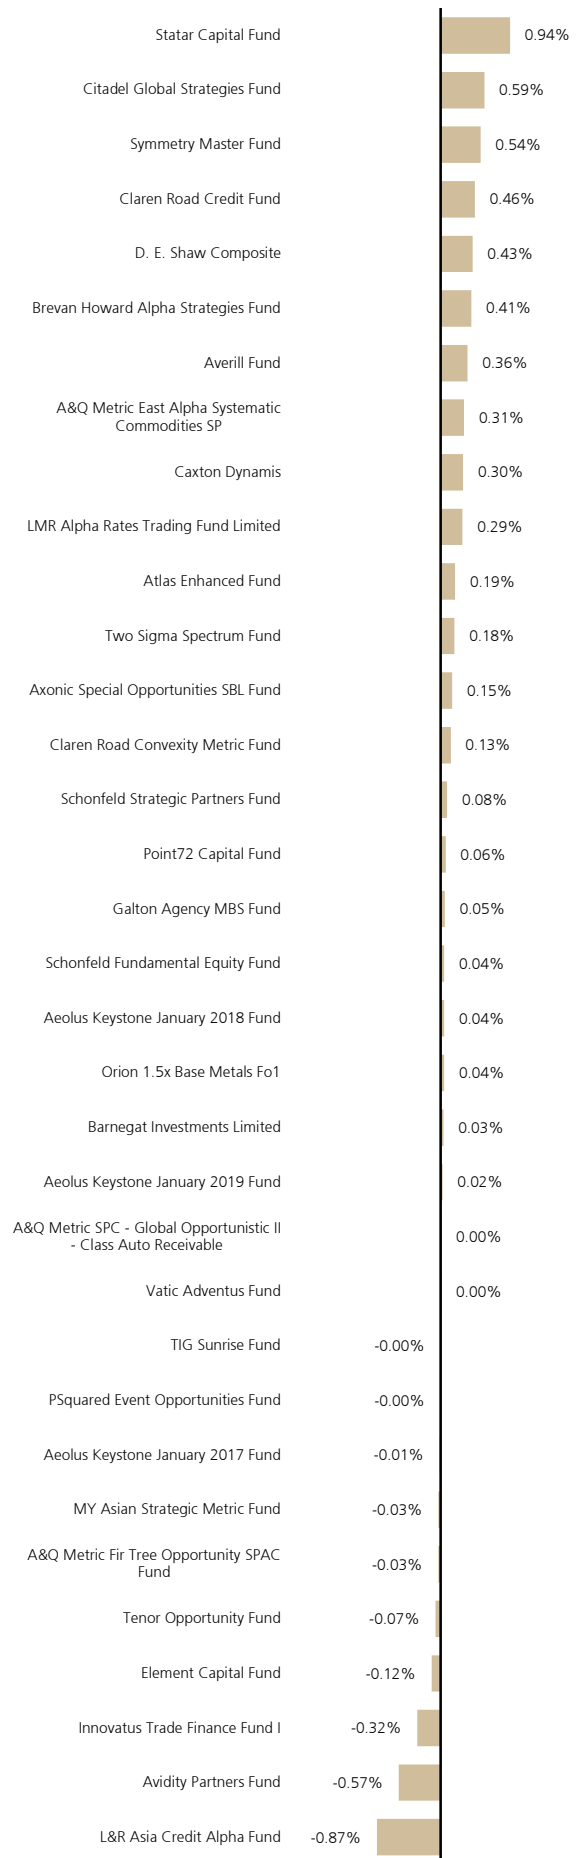 Statar Capital Fund 0.94%
Citadel Global Strategies Fund 0.59%
Symmetry Master Fund 0.54%
Claren Road Credit Fund 0.46%
D. E. Shaw Composite 0.43%
Brevan Howard Alpha Strategies Fund 0.41%
Averill Fund 0.36%
A&Q Metric East Alpha Systematic
Commodities SP 0.31%
Caxton Dynamis 0.30%
LMR Alpha Rates Trading Fund Limited 0.29%
Atlas Enhanced Fund 0.19%
Two Sigma Spectrum Fund 0.18%
Axonic Special Opportunities SBL Fund 0.15%
Claren Road Convexity Metric Fund 0.13%
Schonfeld Strategic Partners Fund 0.08%
Point72 Capital Fund 0.06%
Galton Agency MBS Fund 0.05%
Schonfeld Fundamental Equity Fund 0.04%
Aeolus Keystone January 2018 Fund 0.04%
Orion 1.5x Base Metals Fo1 0.04%
Barnegat Investments Limited 0.03%
Aeolus Keystone January 2019 Fund 0.02%
A&Q Metric SPC - Global Opportunistic II
- Class Auto Receivable 0.00%
Vatic Adventus Fund 0.00%
TIG Sunrise Fund -0.00%
PSquared Event Opportunities Fund -0.00%
Aeolus Keystone January 2017 Fund -0.01%
MY Asian Strategic Metric Fund -0.03%
A&Q Metric Fir Tree Opportunity SPAC
Fund -0.03%
Tenor Opportunity Fund -0.07%
Element Capital Fund -0.12%
Innovatus Trade Finance Fund I -0.32%
Avidity Partners Fund -0.57%
L&R Asia Credit Alpha Fund -0.87%